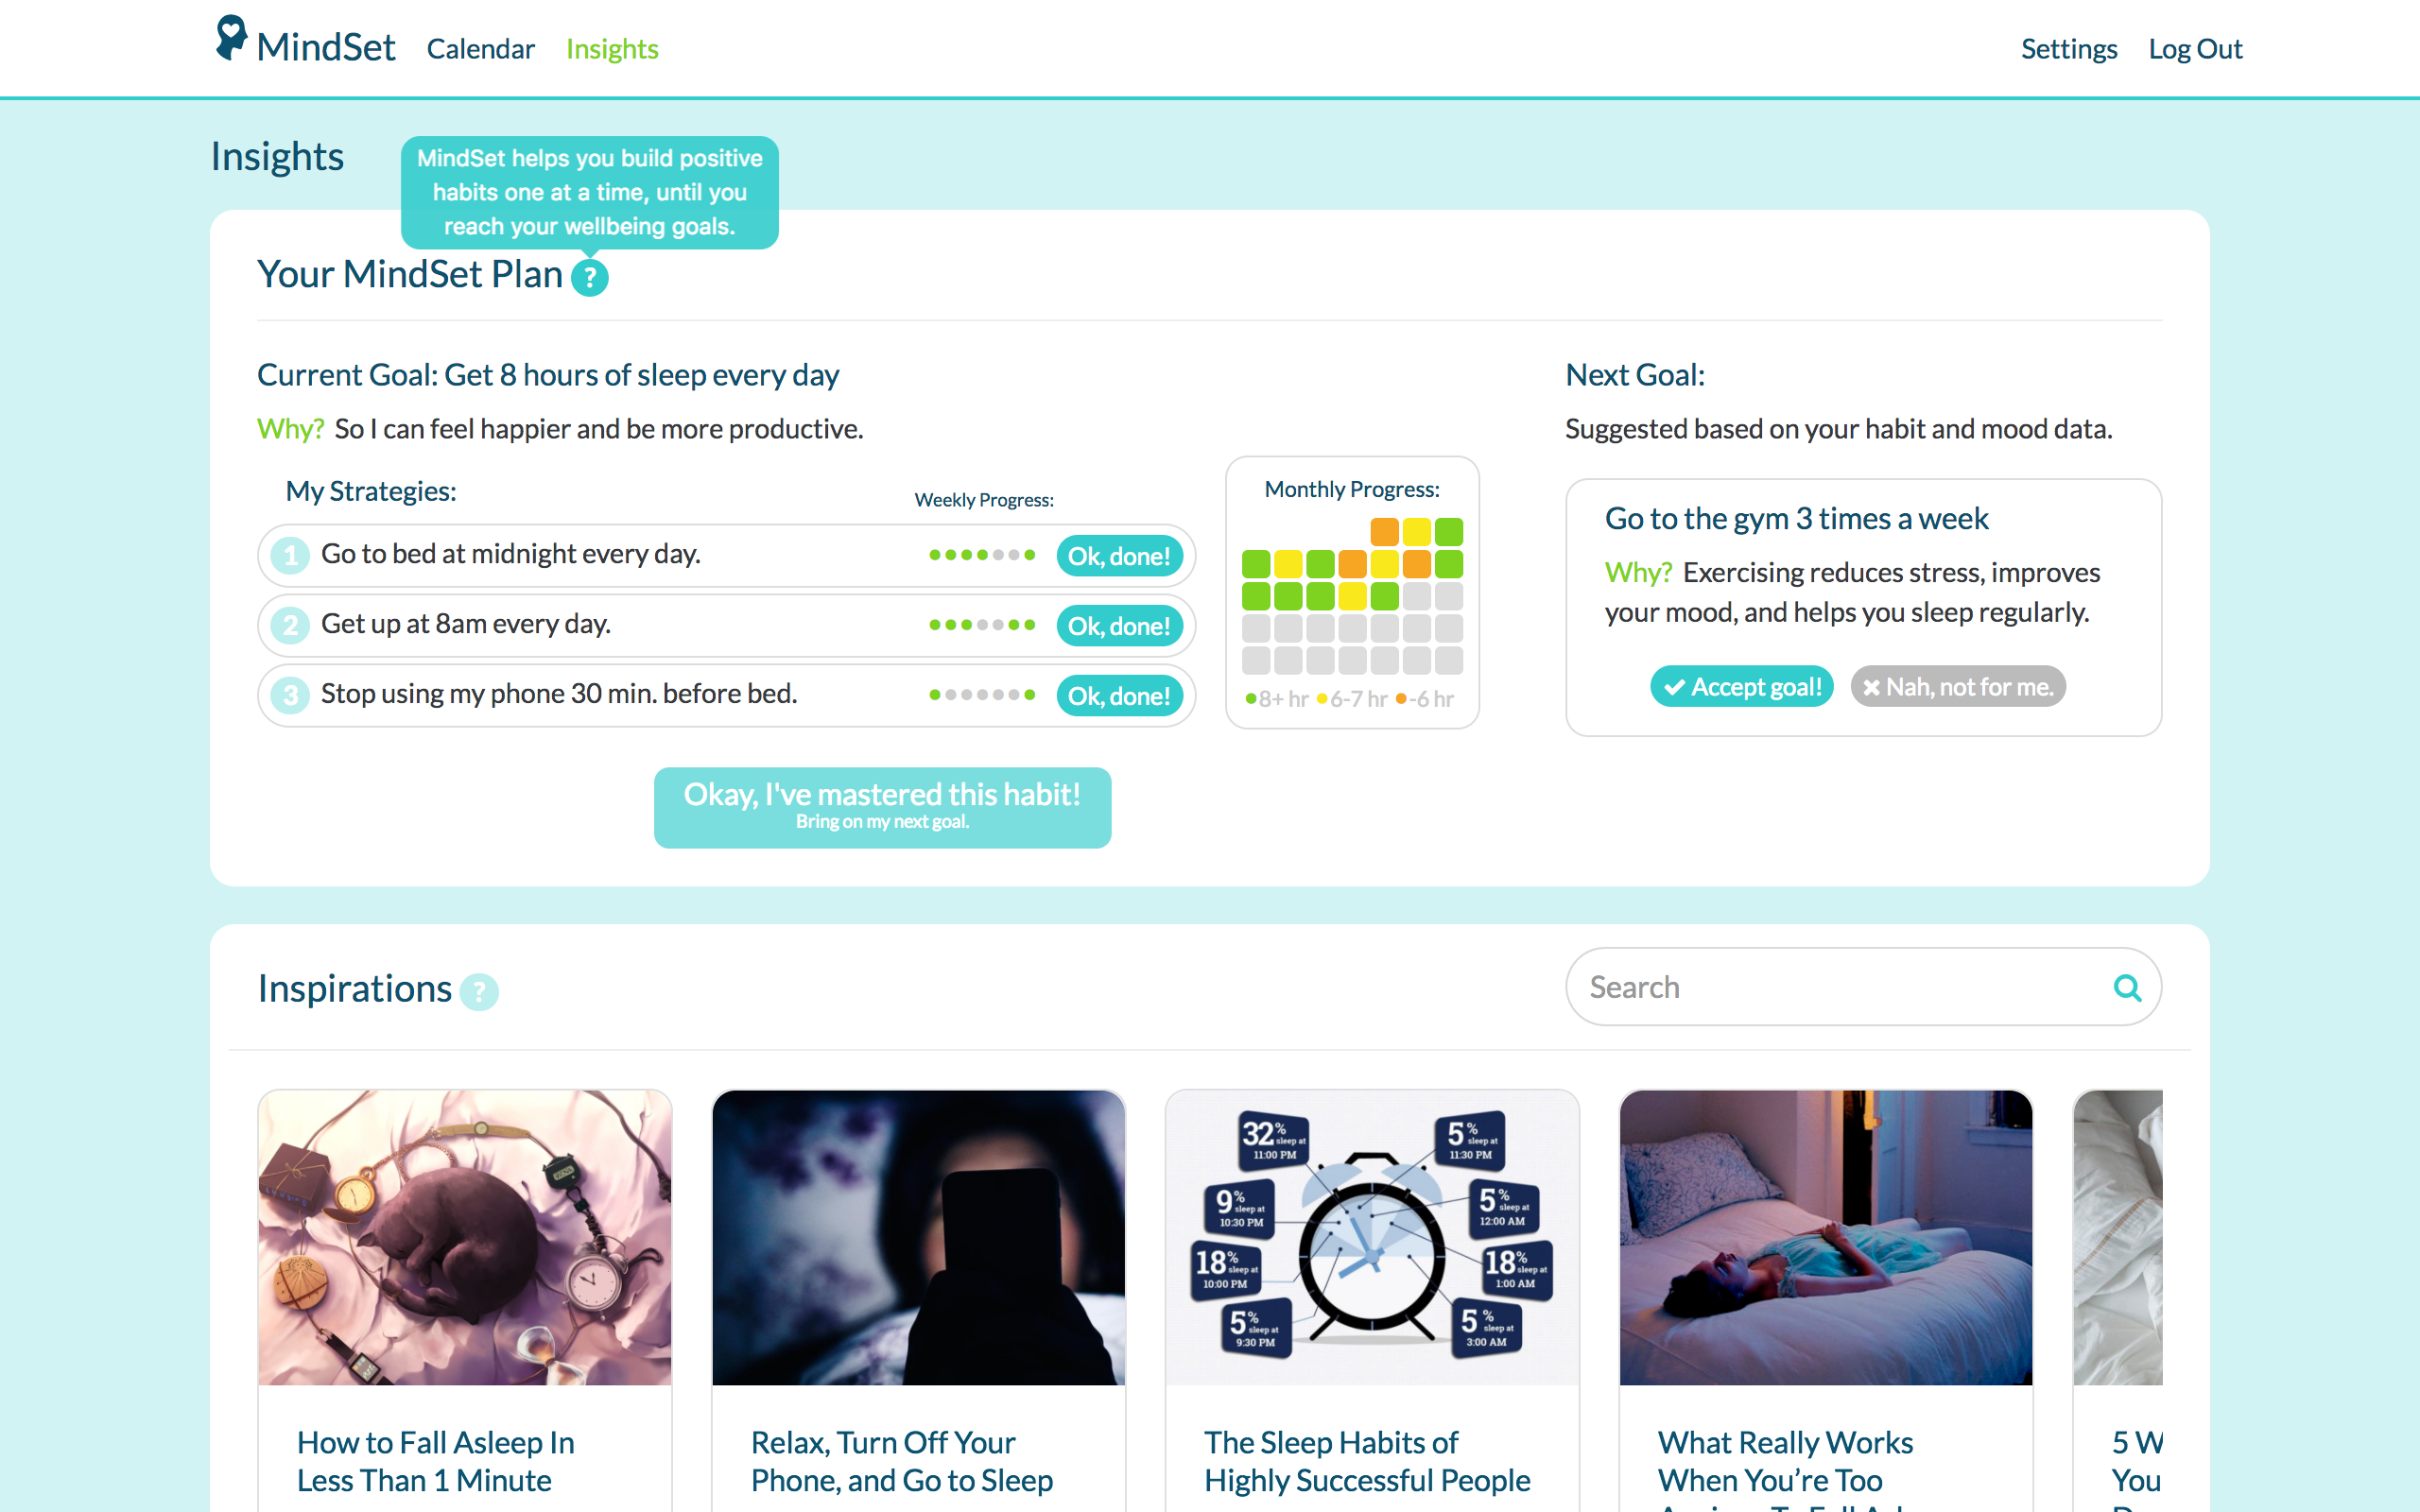 MindSet
Calendar
Insights
Settings
Log Out
Insights
MindSet helps you build positive
habits one at a time, until you
reach your wellbeing goals.
Your MindSet Plan ?
Current Goal: Get 8 hours of sleep every day
Why? So I can feel happier and be more productive.
My Strategies:
Weekly Progress:
1 Go to bed at midnight every day.
Ok, done!
2 Get up at 8am every day.
Ok, done!
3 Stop using my phone 30 min. before bed.
Ok, done!
Monthly Progress:
8+ hr 6-7 hr -6 hr
Okay, I've mastered this habit!
Bring on my next goal.
Next Goal:
Suggested based on your habit and mood data.
Go to the gym 3 times a week
Why? Exercising reduces stress, improves
your mood, and helps you sleep regularly.
Accept goal!
Nah, not for me.
Inspirations ?
Search
32% sleep at
11:00 PM
5% sleep at
11:30 PM
9% sleep at
10:30 PM
5% sleep at
12:00 AM
18% sleep at
10:00 PM
18% sleep at
1:00 AM
5% sleep at
9:30 PM
5% sleep at
3:00 AM
How to Fall Asleep In
Less Than 1 Minute
Relax, Turn Off Your
Phone, and Go to Sleep
The Sleep Habits of
Highly Successful People
What Really Works
When You’re Too
5 W
You